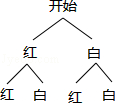 开始
红 白
红 白 红 白